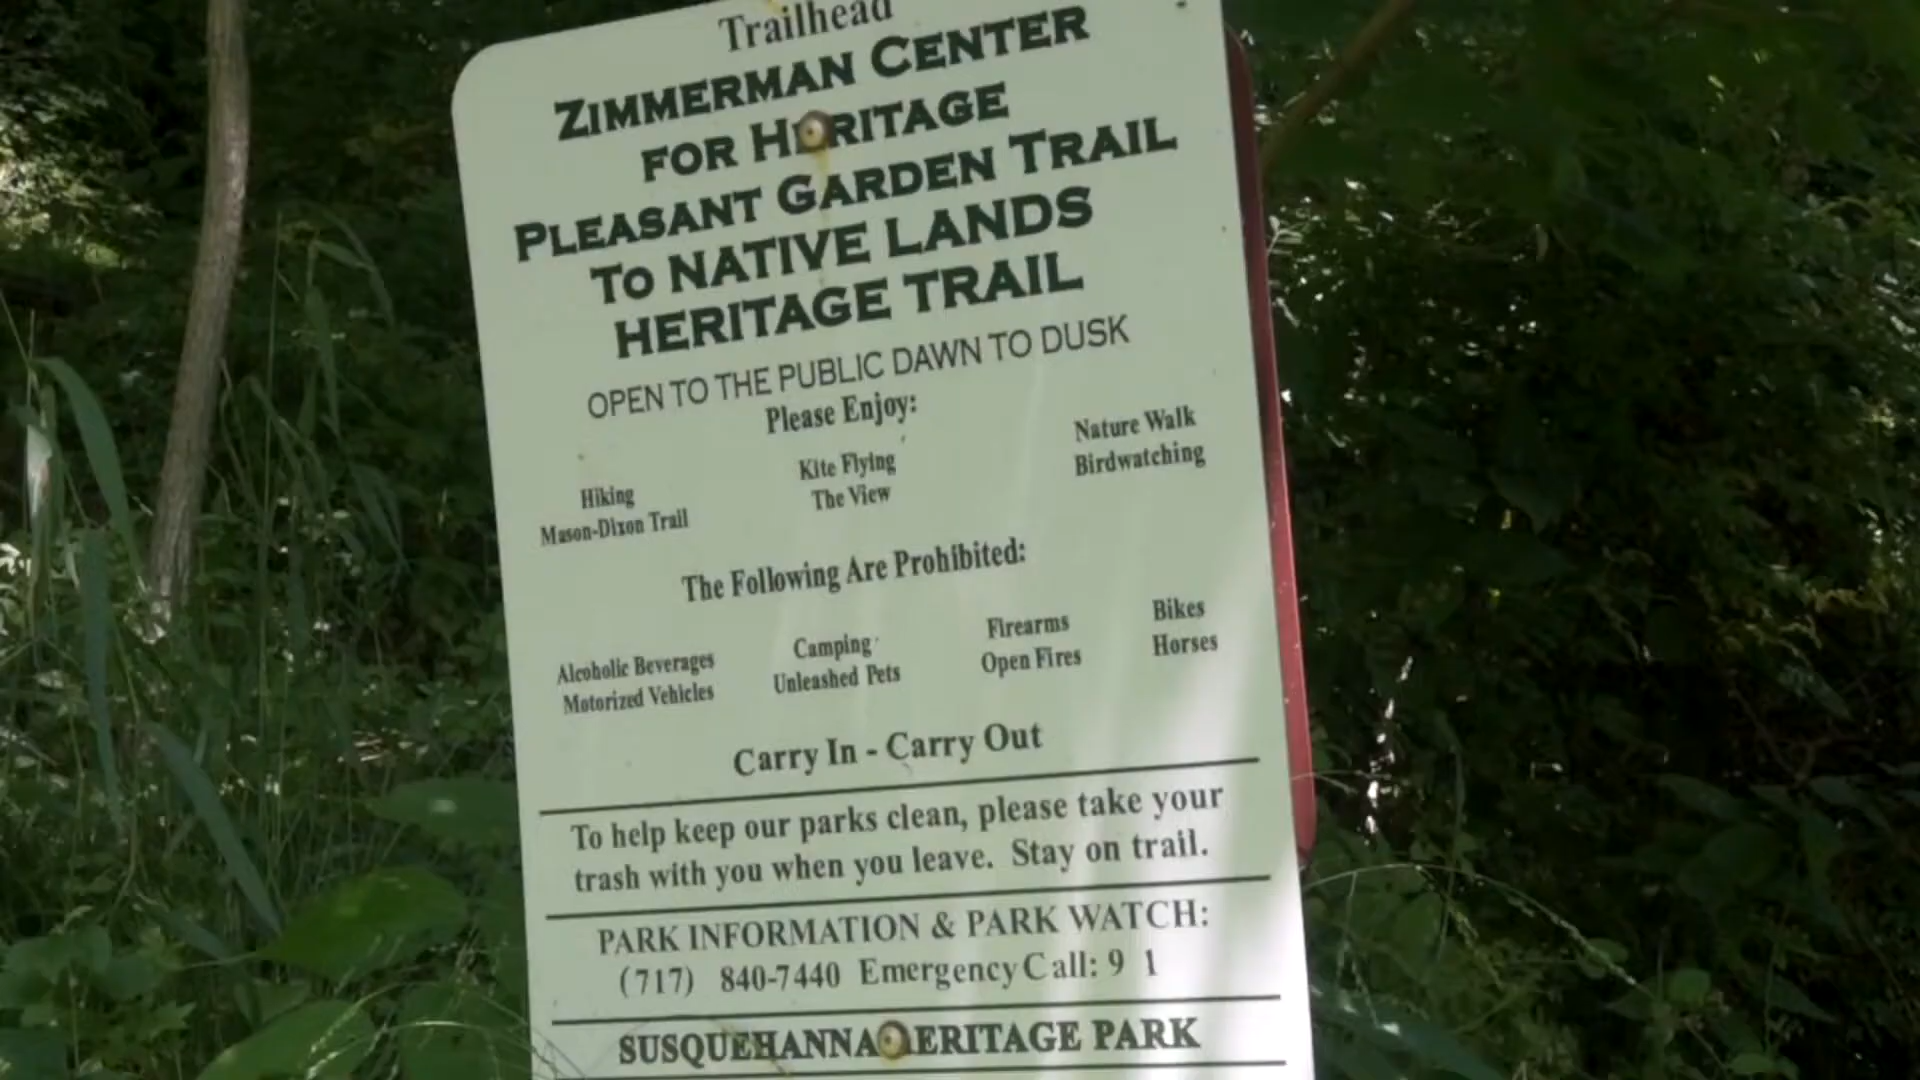 Trailhead
ZIMMERMAN CENTER
FOR HERITAGE
PLEASANT GARDEN TRAIL
TO NATIVE LANDS
HERITAGE TRAIL
OPEN TO THE PUBLIC DAWN TO DUSK
Please Enjoy:
Hiking Kite Flying Nature Walk
Mason-Dixon Trail The View Birdwatching
The Following Are Prohibited:
Alcoholic Beverages Camping Firearms Bikes
Motorized Vehicles Unleashed Pets Open Fires Horses
Carry In - Carry Out
To help keep our parks clean, please take your
trash with you when you leave. Stay on trail.
PARK INFORMATION & PARK WATCH:
(717) 840-7440 Emergency Call: 9 1
SUSQUEHANNA HERITAGE PARK